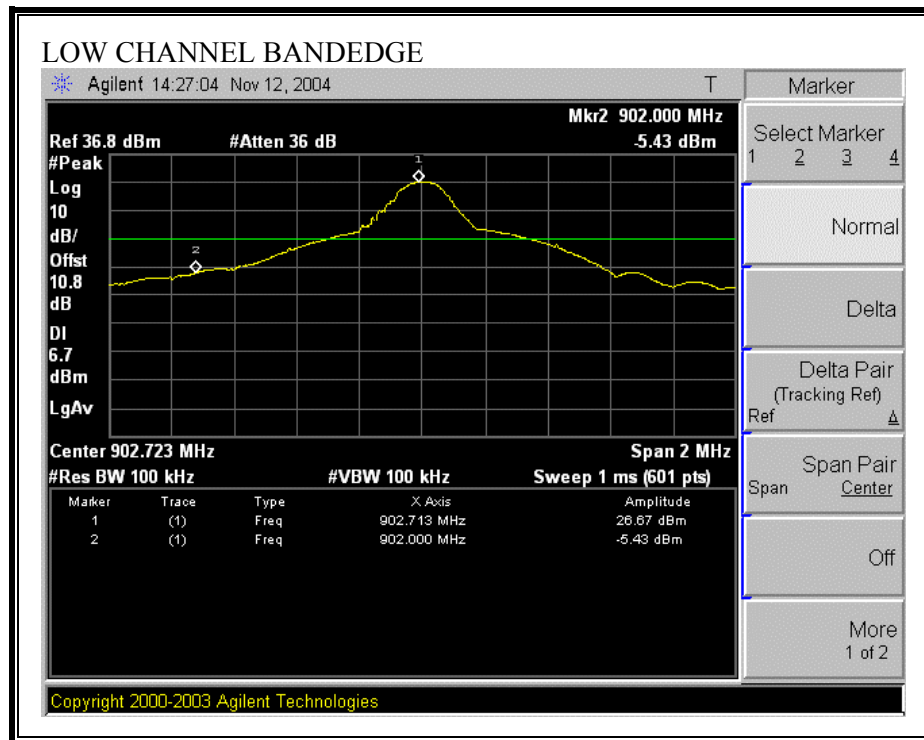 LOW CHANNEL BANDEDGE
Agilent 14:27:04 Nov 12, 2004 T
Mkr2 902.000 MHz
Ref 36.8 dBm #Atten 36 dB -5.43 dBm
#Peak
Log
10
dB/
Offst
10.8
dB
DI
6.7
dBm
LgAv
1
2
Center 902.723 MHz Span 2 MHz
#Res BW 100 kHz #VBW 100 kHz Sweep 1 ms (601 pts)
Marker Trace Type X Axis Amplitude
1 (1) Freq 902.713 MHz 26.67 dBm
2 (1) Freq 902.000 MHz -5.43 dBm
Marker
Select Marker
1 2 3 4
Normal
Delta
Delta Pair
(Tracking Ref)
Ref Δ
Span Pair
Span Center
Off
More
1 of 2
Copyright 2000-2003 Agilent Technologies